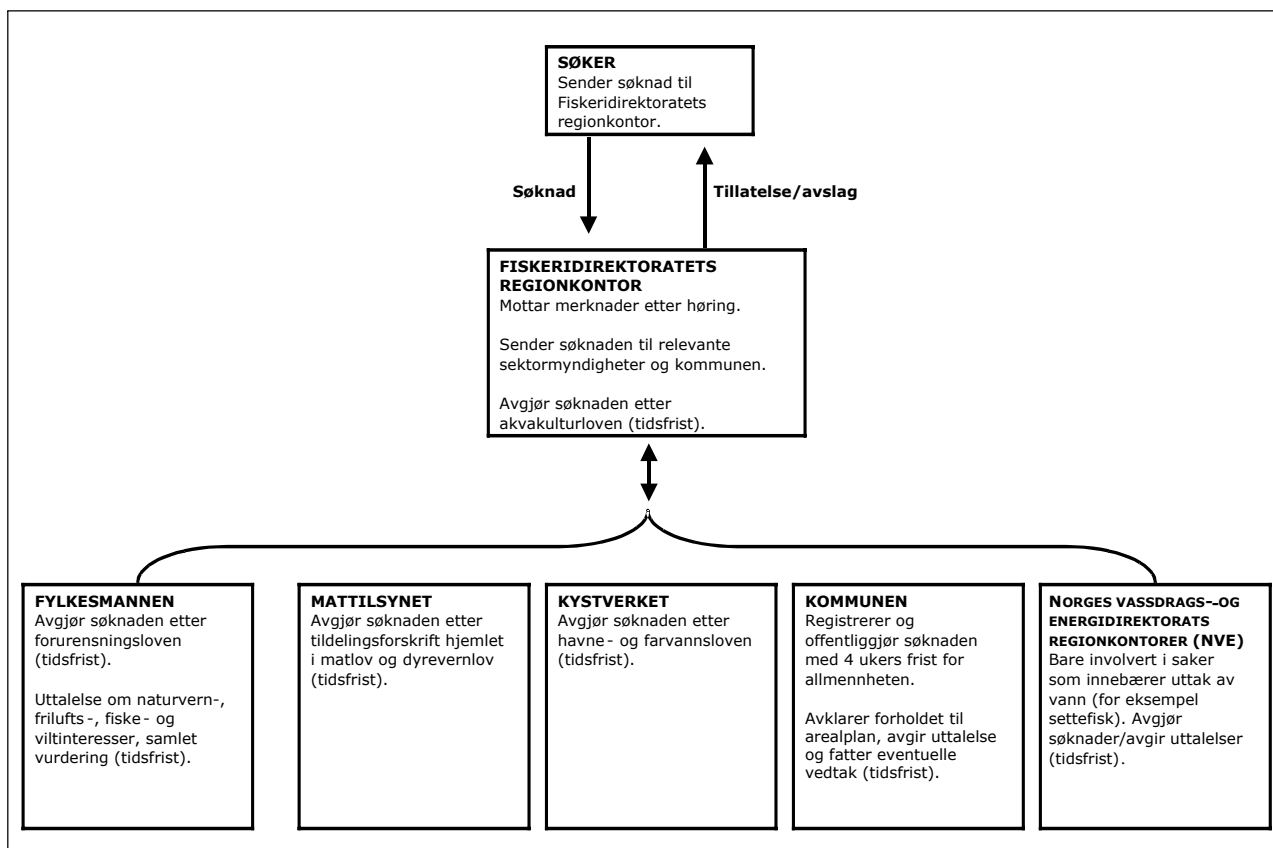 SØKER
Sender søknad til
Fiskeridirektoratets
regionkontor.
Søknad
Tillatelse/avslag
FISKERIDIREKTORATETS
REGIONKONTOR
Mottar merknader etter høring.
Sender søknaden til relevante
sektormyndigheter og kommunen.
Avgjør søknaden etter
akvakulturloven (tidsfrist).
FYLKESMANNEN
Avgjør søknaden etter
forurensningsloven
(tidsfrist).
Uttalelse om naturvern-,
frilufts-, fiske- og
viltinteresser, samlet
vurdering (tidsfrist).
MATTILSYNET
Avgjør søknaden etter
tildelingsforskrift hjemlet
i matlov og dyrevernlov
(tidsfrist).
KYSTVERKET
Avgjør søknaden etter
havne- og farvannsloven
(tidsfrist).
KOMMUNEN
Registrerer og
offentliggjør søknaden
med 4 ukers frist for
allmennheten.
Avklarer forholdet til
arealplan, avgir uttalelse
og fatter eventuelle
vedtak (tidsfrist).
NORGES VASSDRAGS--OG
ENERGIDIREKTORATS
REGIONKONTORER (NVE)
Bare involvert i saker
som innebærer uttak av
vann (for eksempel
settefisk). Avgjør
søknader/avgir uttalelser
(tidsfrist).